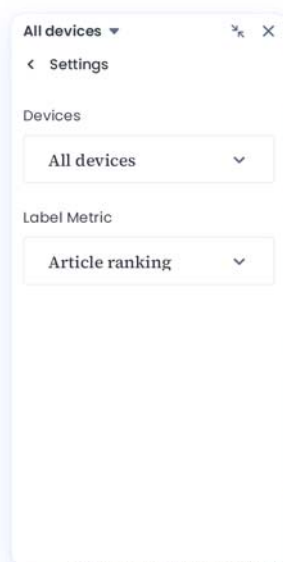 All devices
Settings
Devices
All devices
Label Metric
Article ranking